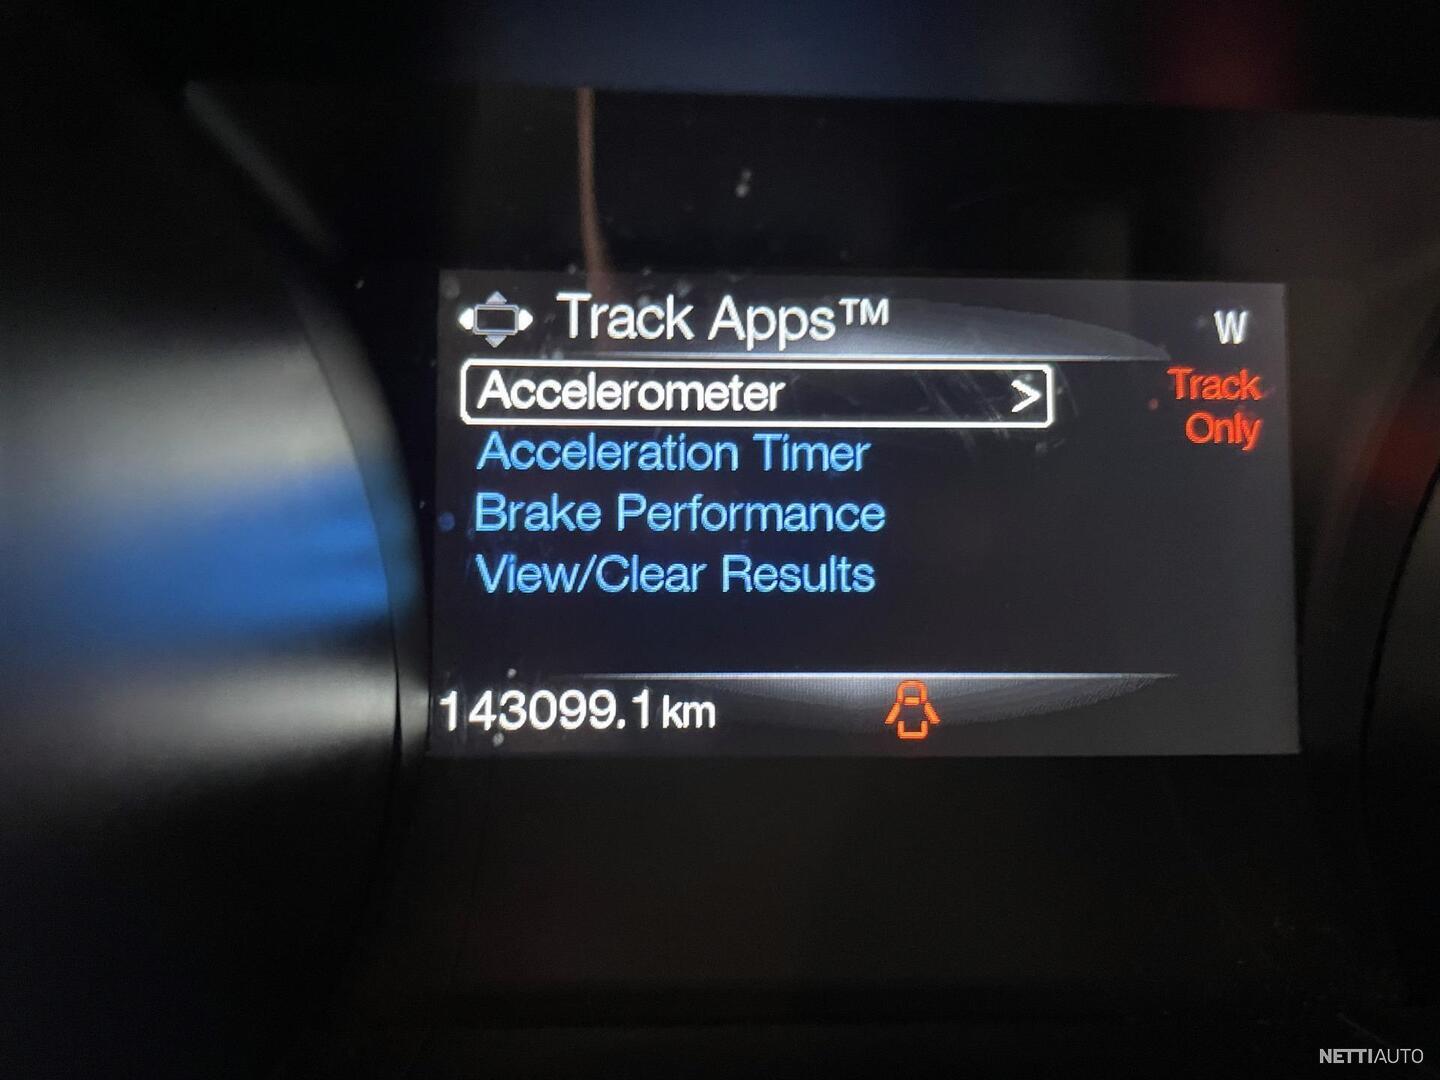 Track Apps™
W
Accelerometer >
Track
Only
Acceleration Timer
Brake Performance
View/Clear Results
143099.1 km
NETTIAUTO